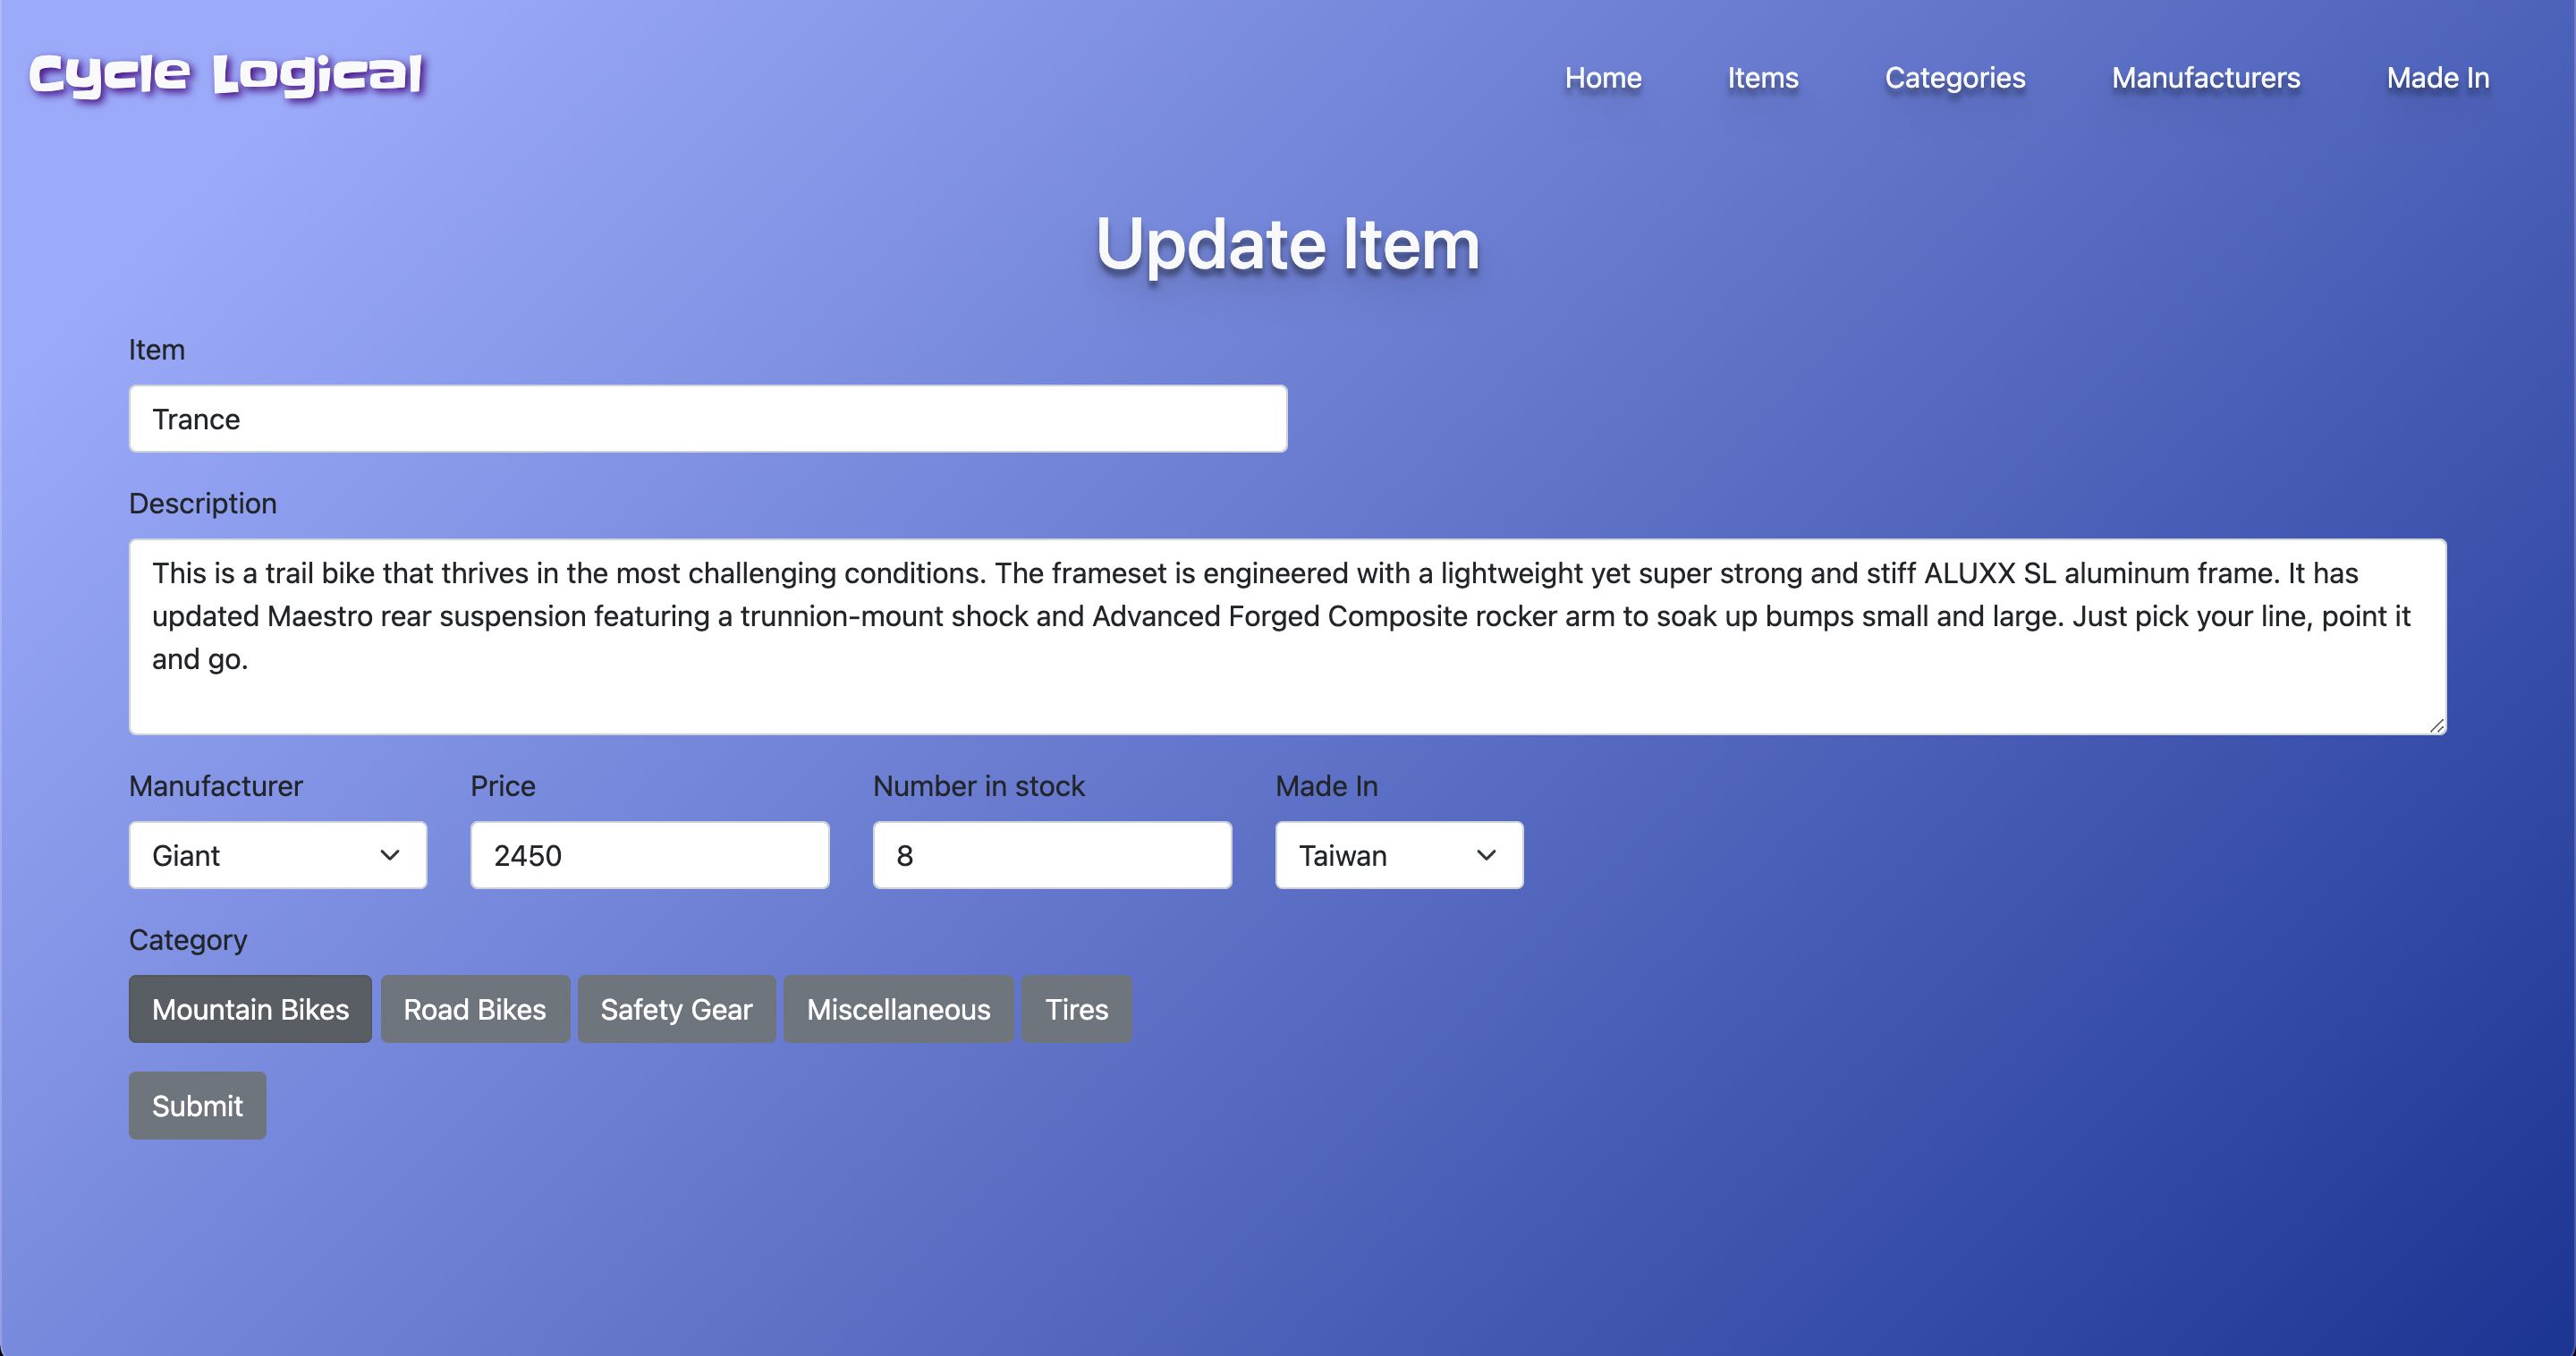 Cycle Logical
Home Items Categories Manufacturers Made In
Update Item
Item
Trance
Description
This is a trail bike that thrives in the most challenging conditions. The frameset is engineered with a lightweight yet super strong and stiff ALUXX SL aluminum frame. It has
updated Maestro rear suspension featuring a trunnion-mount shock and Advanced Forged Composite rocker arm to soak up bumps small and large. Just pick your line, point it
and go.
Manufacturer Price Number in stock Made In
Giant 2450 8 Taiwan
Category
Mountain Bikes Road Bikes Safety Gear Miscellaneous Tires
Submit